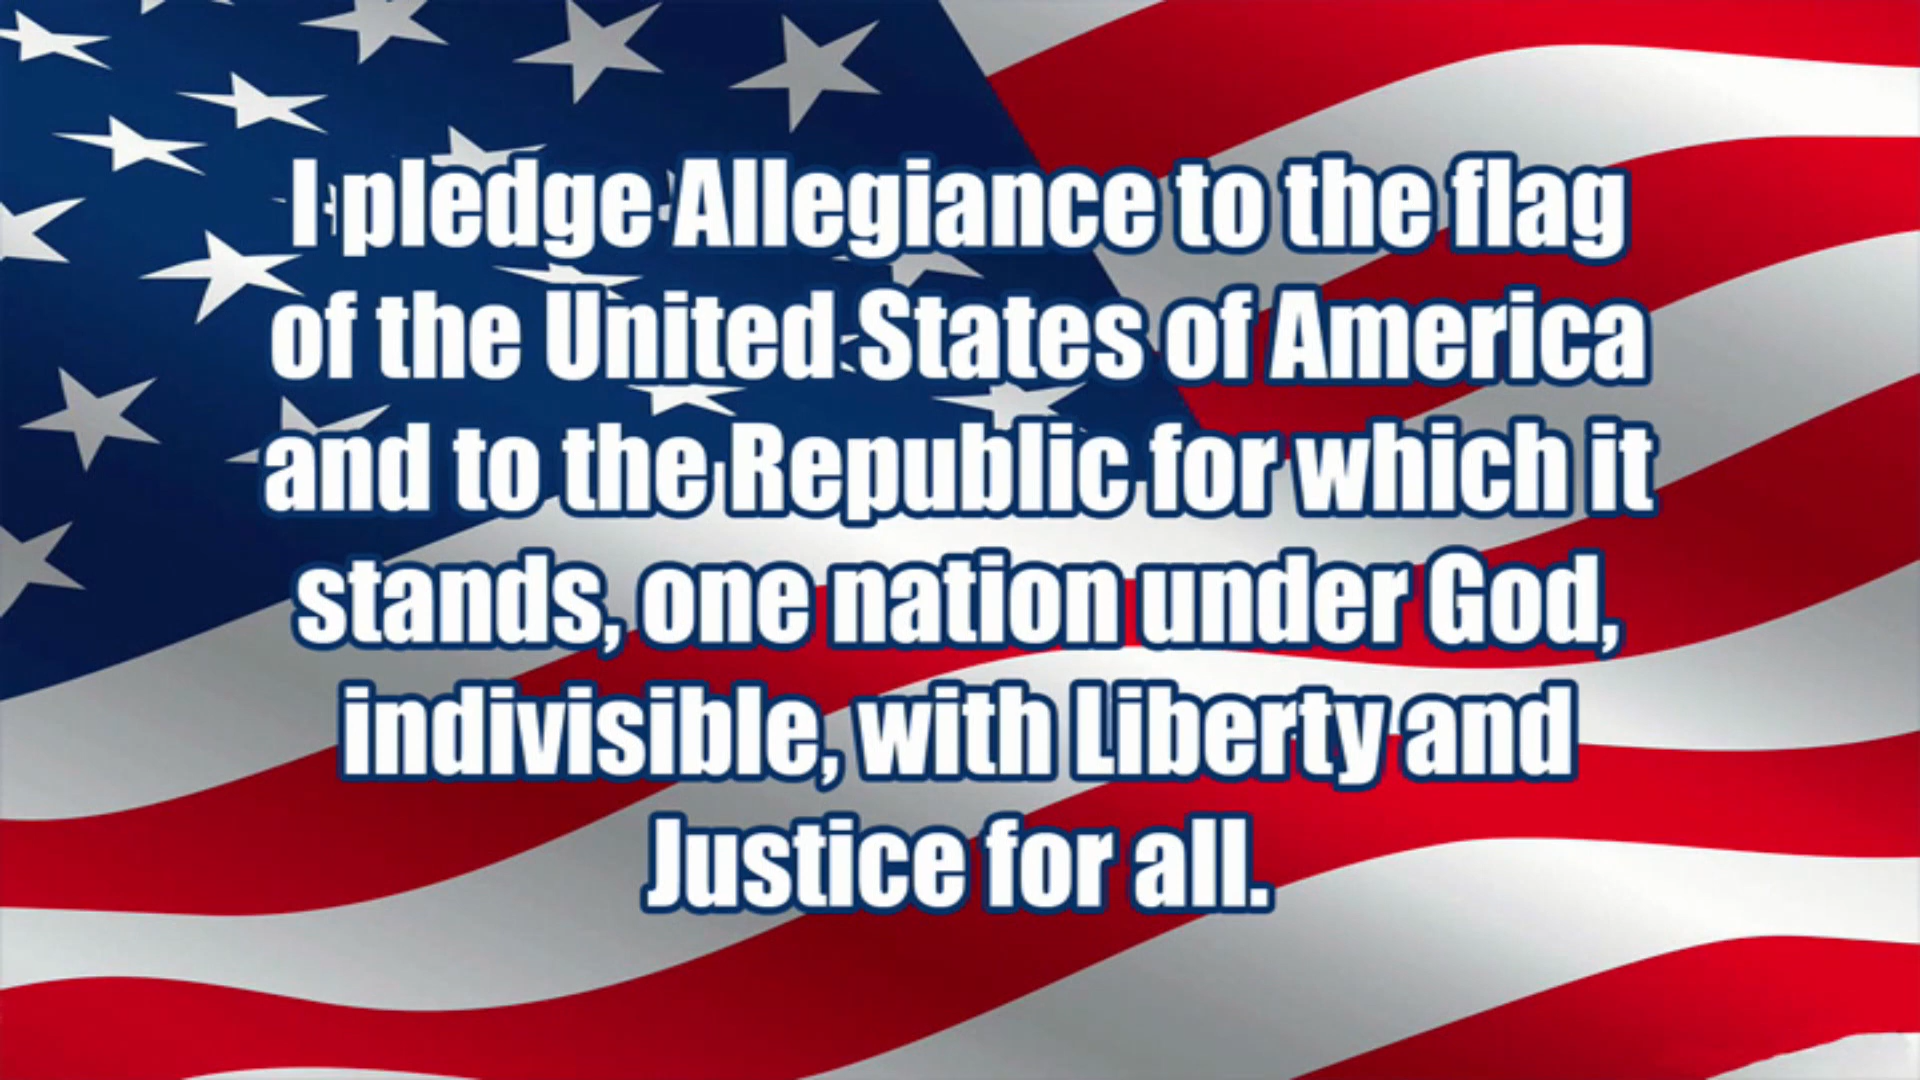 I pledge Allegiance to the flag
of the United States of America
and to the Republic for which it
stands, one nation under God,
indivisible, with Liberty and
Justice for all.